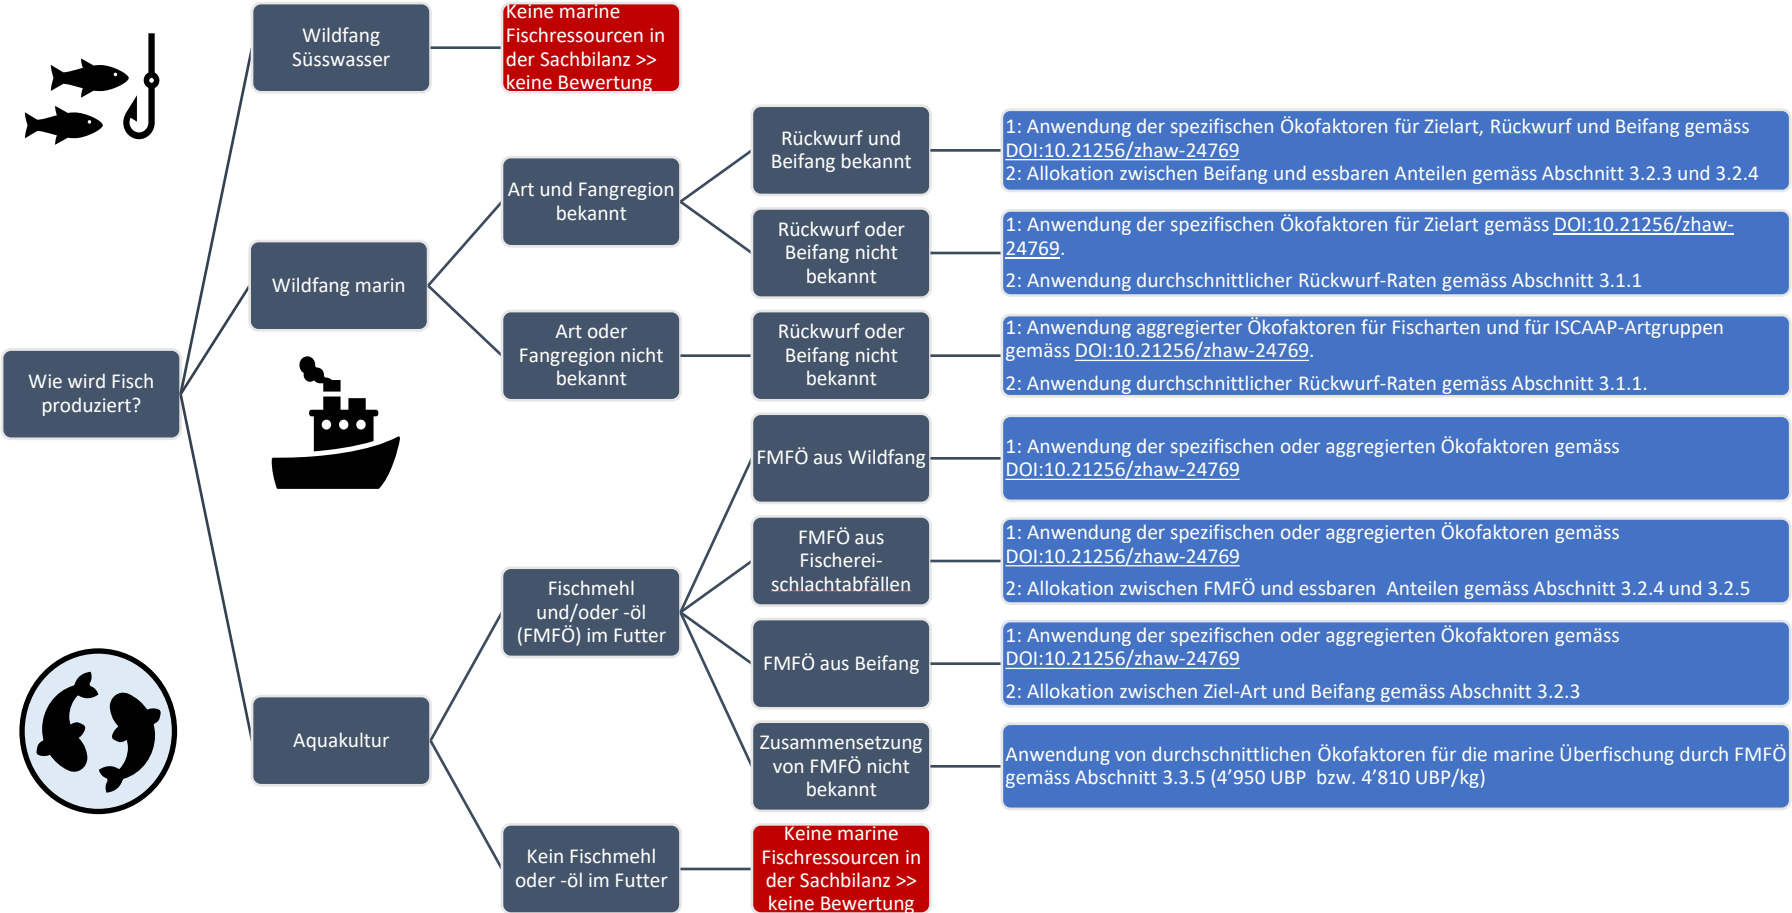 Wie wird Fisch
produziert?
Wildfang
Süsswasser
Keine marine
Fischressourcen in
der Sachbilanz >>
keine Bewertung
Wildfang marin
Art und Fangregion
bekannt
Rückwurf und
Beifang bekannt
1: Anwendung der spezifischen Ökofaktoren für Zielart, Rückwurf und Beifang gemäss
DOI:10.21256/zhaw-24769
2: Allokation zwischen Beifang und essbaren Anteilen gemäss Abschnitt 3.2.3 und 3.2.4
Rückwurf oder
Beifang nicht
bekannt
1: Anwendung der spezifischen Ökofaktoren für Zielart gemäss DOI:10.21256/zhaw-
24769.
2: Anwendung durchschnittlicher Rückwurf-Raten gemäss Abschnitt 3.1.1
Art oder
Fangregion nicht
bekannt
Rückwurf oder
Beifang nicht
bekannt
1: Anwendung aggregierter Ökofaktoren für Fischarten und für ISCAAP-Artgruppen
gemäss DOI:10.21256/zhaw-24769.
2: Anwendung durchschnittlicher Rückwurf-Raten gemäss Abschnitt 3.1.1.
Aquakultur
Fischmehl
und/oder -öl
(FMFÖ) im Futter
FMFÖ aus Wildfang
1: Anwendung der spezifischen oder aggregierten Ökofaktoren gemäss
DOI:10.21256/zhaw-24769
FMFÖ aus
Fischerei-
schlachtabfällen
1: Anwendung der spezifischen oder aggregierten Ökofaktoren gemäss
DOI:10.21256/zhaw-24769
2: Allokation zwischen FMFÖ und essbaren  Anteilen gemäss Abschnitt 3.2.4 und 3.2.5
FMFÖ aus Beifang
1: Anwendung der spezifischen oder aggregierten Ökofaktoren gemäss
DOI:10.21256/zhaw-24769
2: Allokation zwischen Ziel-Art und Beifang gemäss Abschnitt 3.2.3
Zusammensetzung
von FMFÖ nicht
bekannt
Anwendung von durchschnittlichen Ökofaktoren für die marine Überfischung durch FMFÖ
gemäss Abschnitt 3.3.5 (4’950 UBP  bzw. 4’810 UBP/kg)
Kein Fischmehl
oder -öl im Futter
Keine marine
Fischressourcen in
der Sachbilanz >>
keine Bewertung